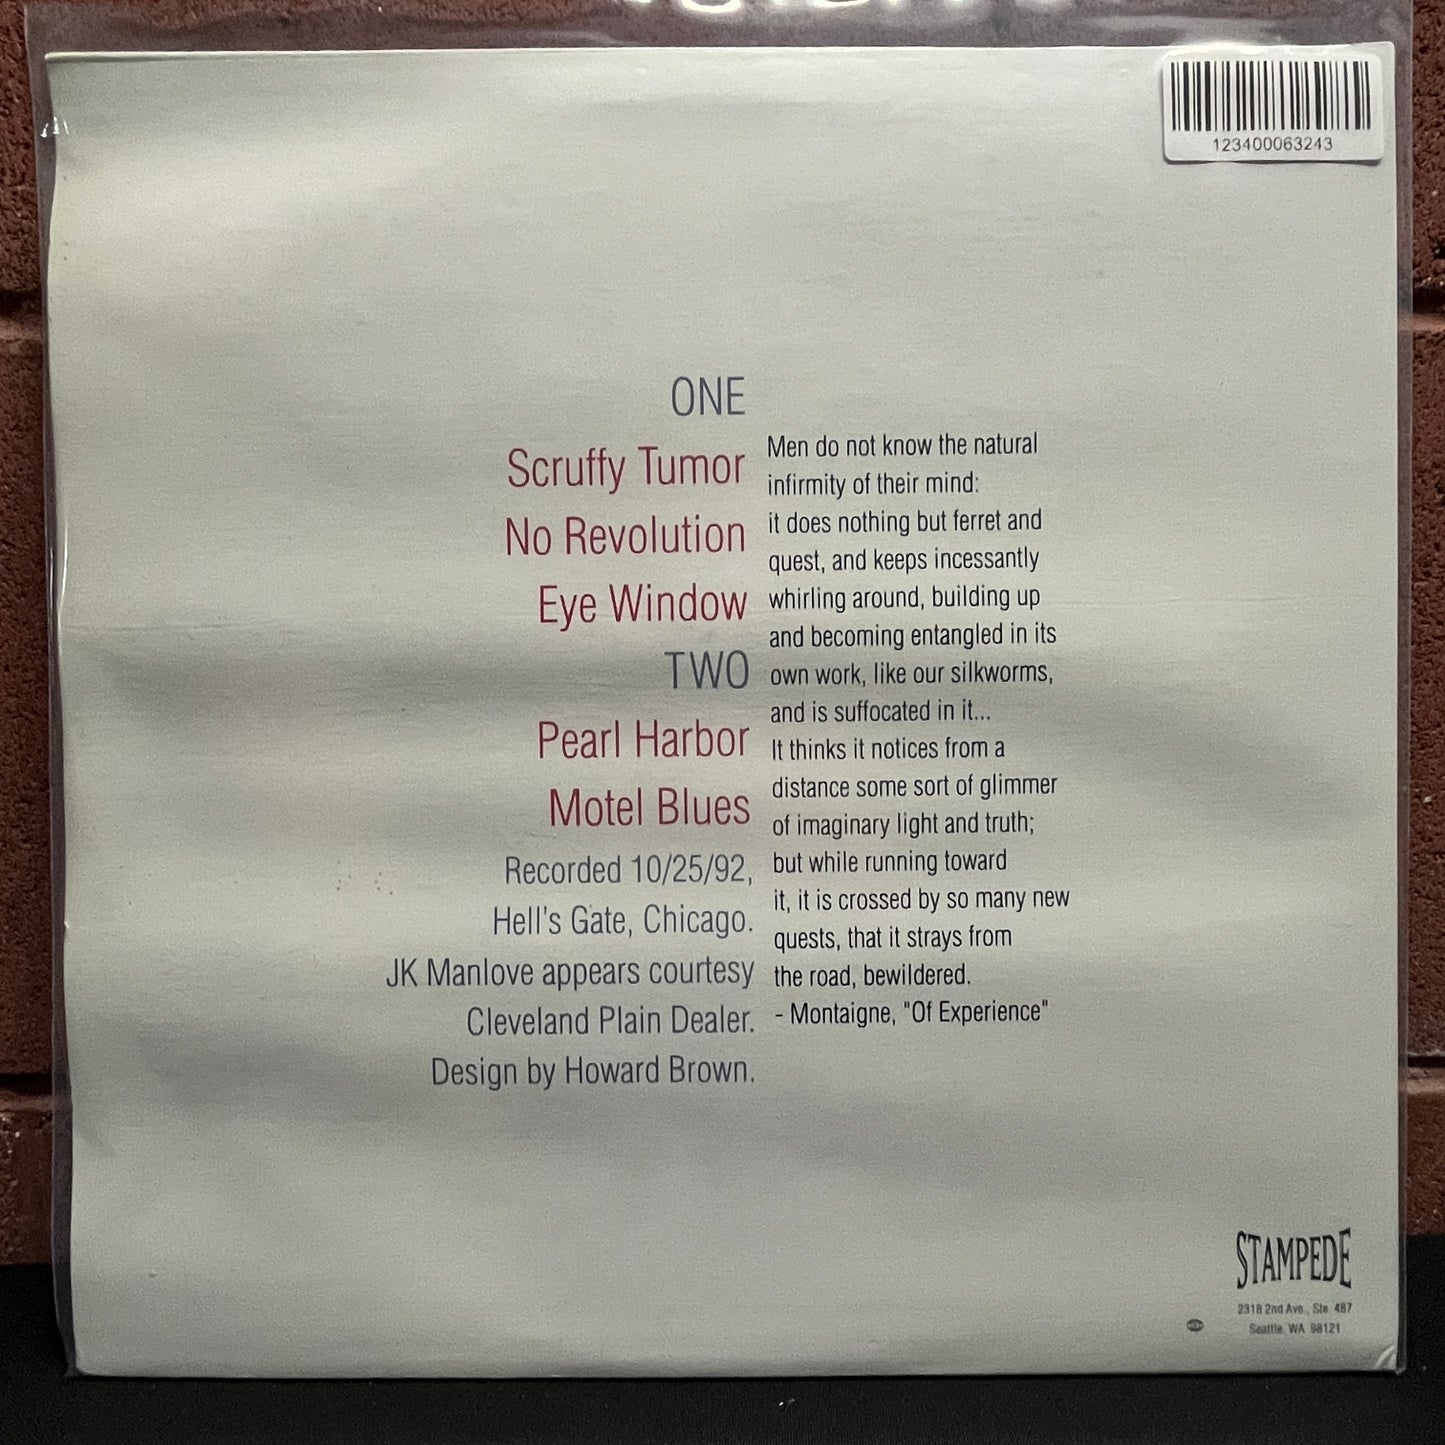 123400063243
ONE
Scruffy Tumor
No Revolution
Eye Window
TWO
Pearl Harbor
Motel Blues
Recorded 10/25/92,
Hell's Gate, Chicago.
JK Manlove appears courtesy
Cleveland Plain Dealer.
Design by Howard Brown.
Men do not know the natural
infirmity of their mind:
it does nothing but ferret and
quest, and keeps incessantly
whirling around, building up
and becoming entangled in its
own work, like our silkworms,
and is suffocated in it...
It thinks it notices from a
distance some sort of glimmer
of imaginary light and truth;
but while running toward
it, it is crossed by so many new
quests, that it strays from
the road, bewildered.
- Montaigne, "Of Experience"
STAMPEDE
2318 2nd Ave., Ste. 487
Seattle, WA 98121